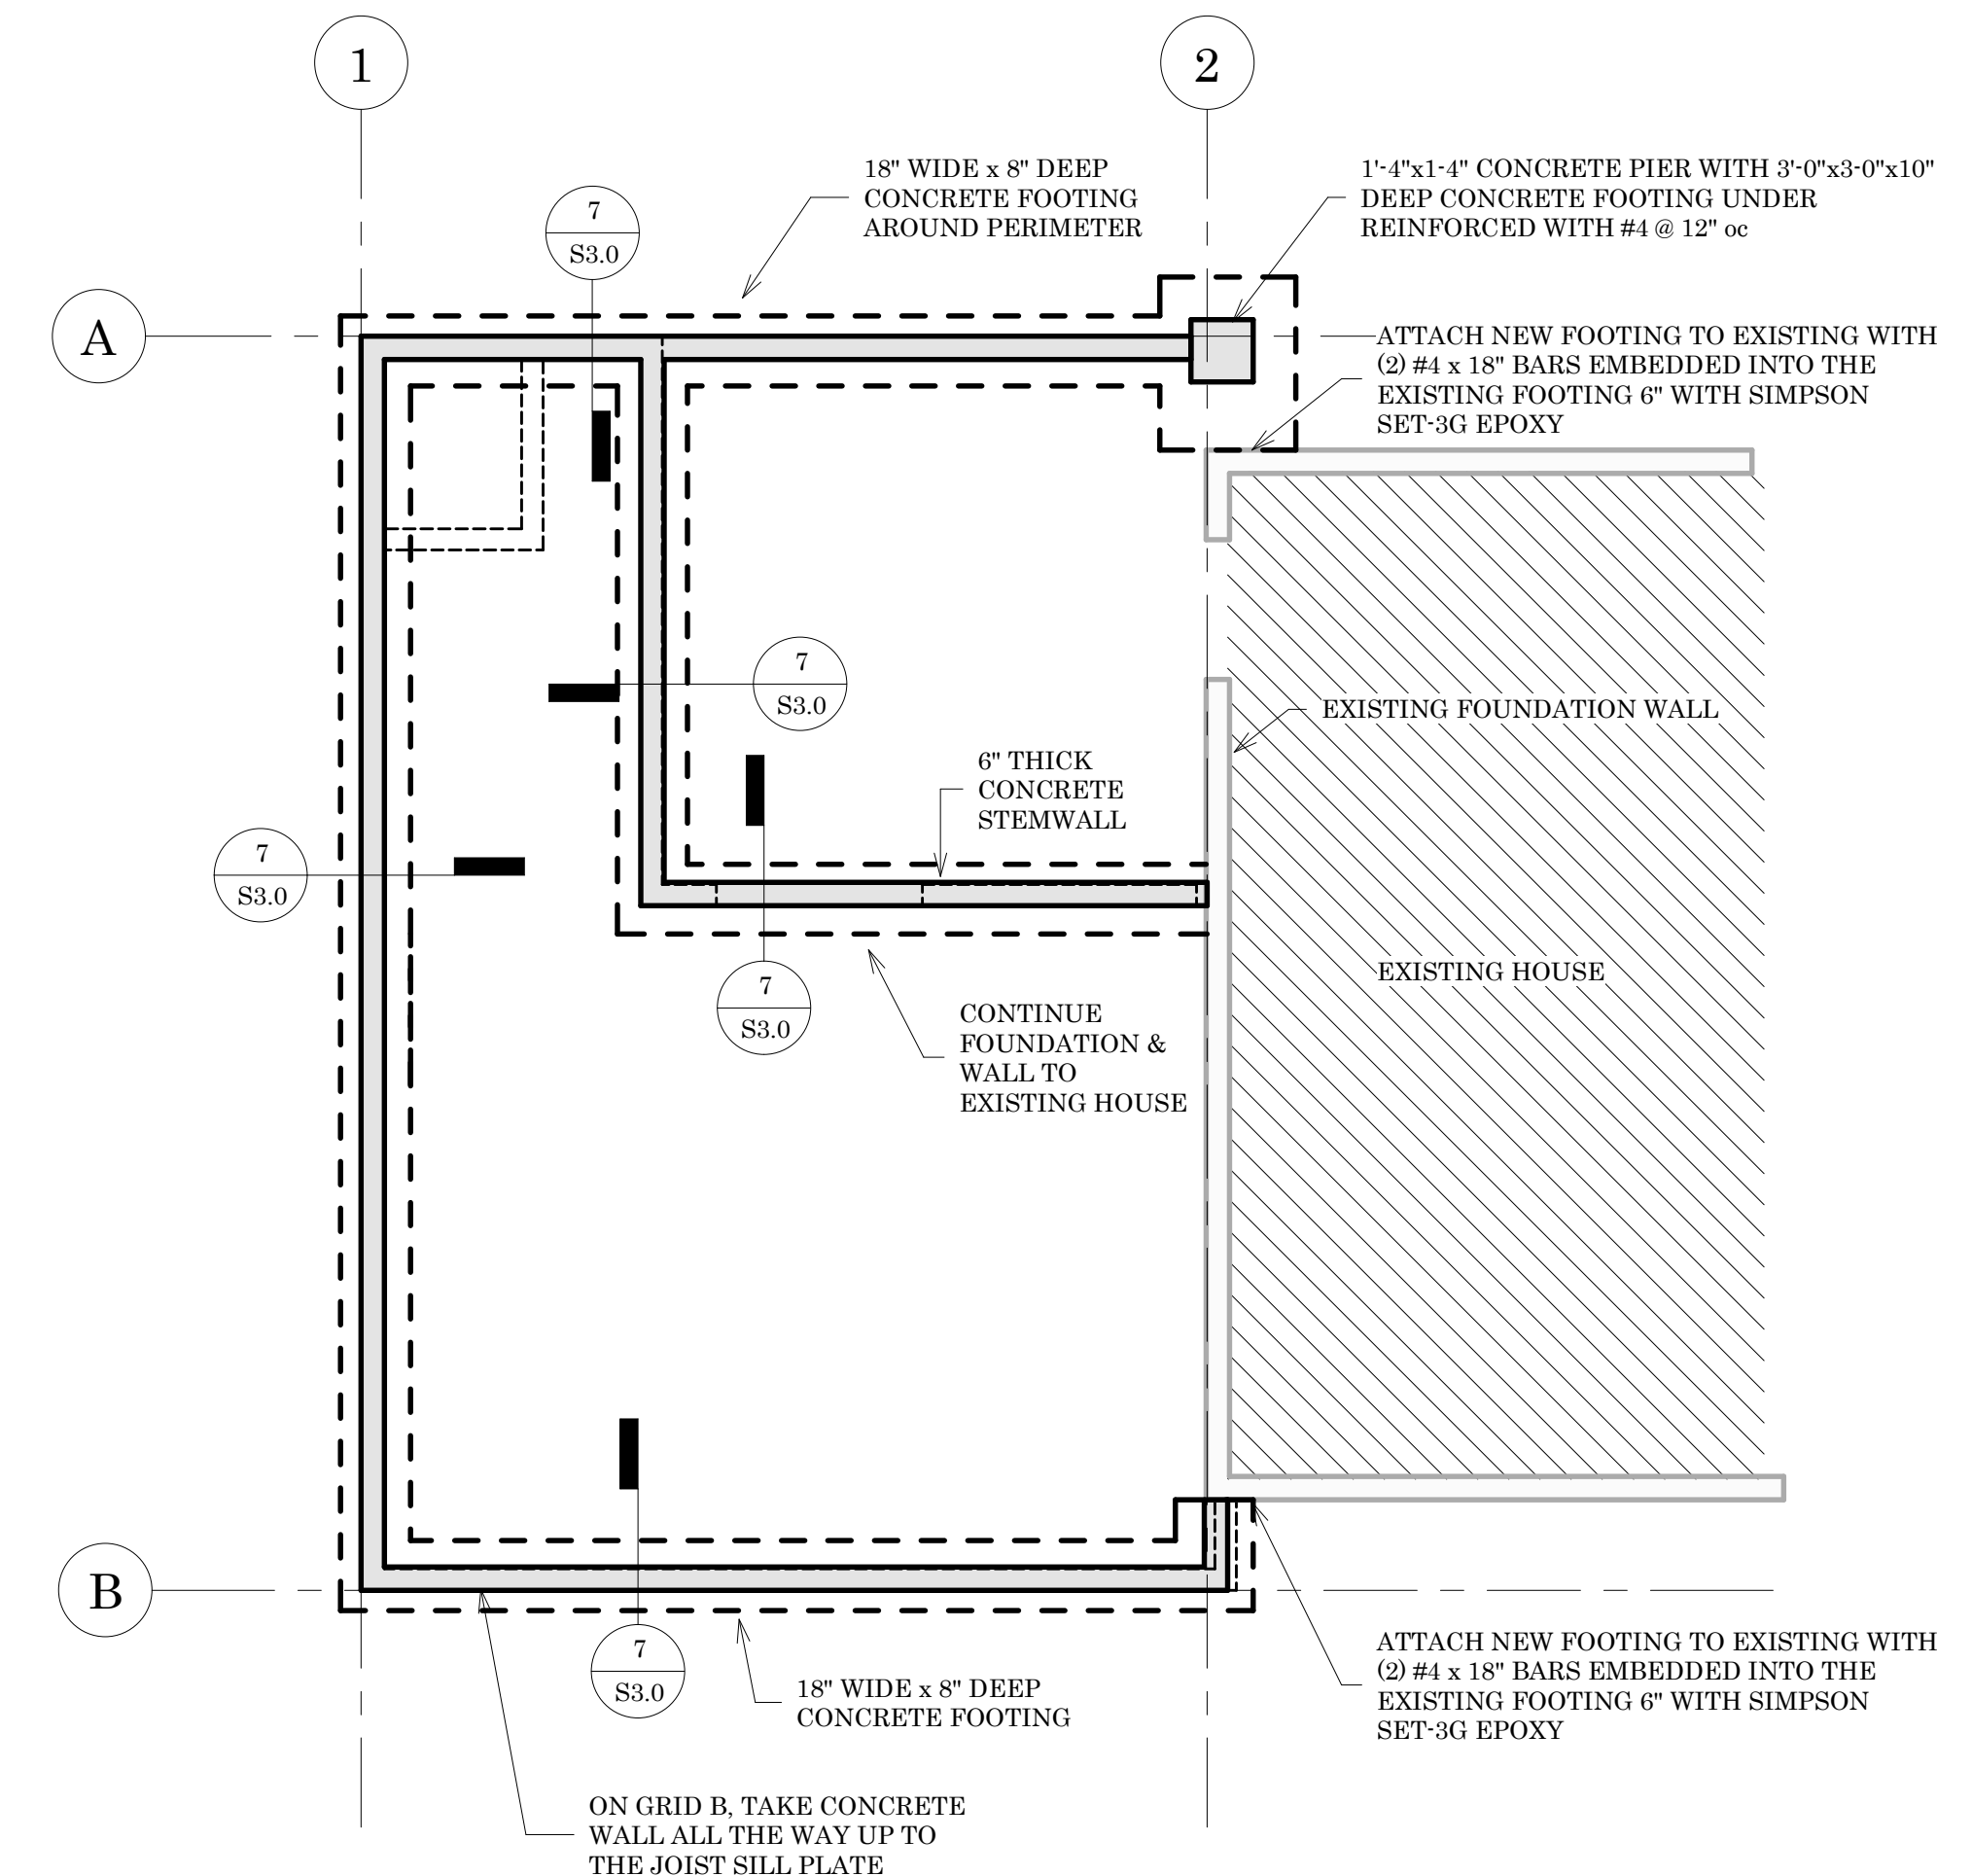 1
2
18" WIDE x 8" DEEP
CONCRETE FOOTING
AROUND PERIMETER
1'-4"x1-4" CONCRETE PIER WITH 3'-0"x3-0"x10"
DEEP CONCRETE FOOTING UNDER
REINFORCED WITH #4 @ 12" oc
7
S3.0
A
ATTACH NEW FOOTING TO EXISTING WITH
(2) #4 x 18" BARS EMBEDDED INTO THE
EXISTING FOOTING 6" WITH SIMPSON
SET-3G EPOXY
7
S3.0
EXISTING FOUNDATION WALL
6" THICK
CONCRETE
STEMWALL
7
S3.0
EXISTING HOUSE
7
S3.0
CONTINUE
FOUNDATION &
WALL TO
EXISTING HOUSE
B
7
S3.0
18" WIDE x 8" DEEP
CONCRETE FOOTING
ATTACH NEW FOOTING TO EXISTING WITH
(2) #4 x 18" BARS EMBEDDED INTO THE
EXISTING FOOTING 6" WITH SIMPSON
SET-3G EPOXY
ON GRID B, TAKE CONCRETE
WALL ALL THE WAY UP TO
THE JOIST SILL PLATE